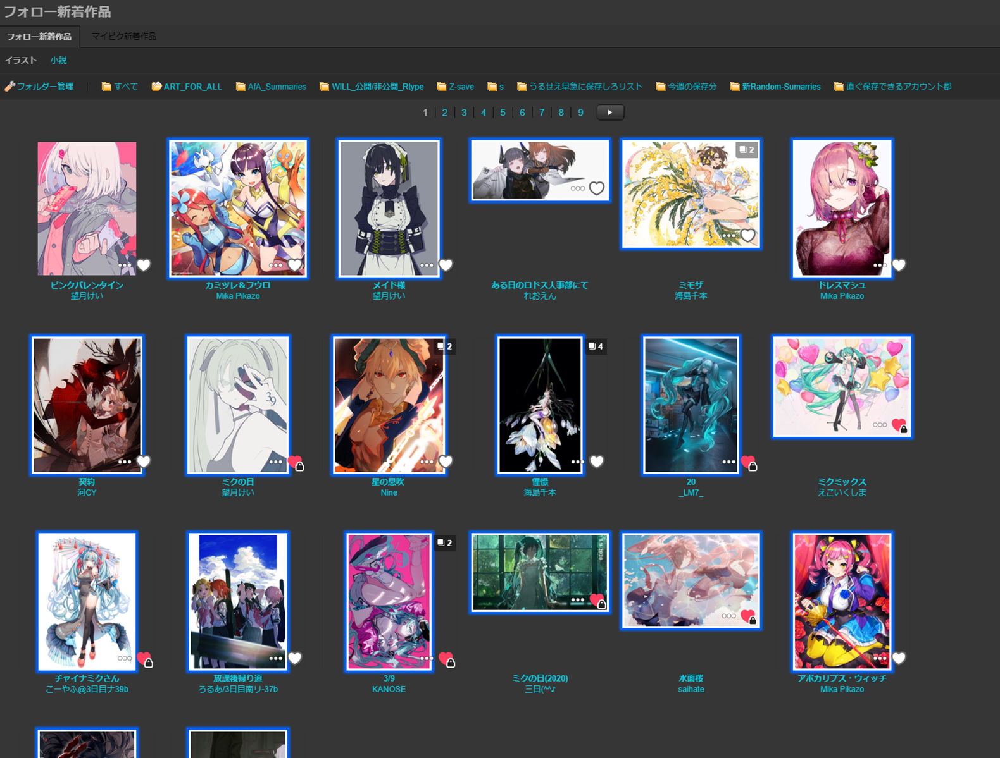 フォロー新着作品
フォロー新着作品 マイピク新着作品
イラスト 小説
フォルダー管理 すべて ART_FOR_ALL AfA_Summaries WILL_公開/非公開_Rtype Z-save s うるせえ早急に保存しろリスト 今週の保存分 新Random-Sumarries 直ぐ保存できるアカウント郡
1 2 3 4 5 6 7 8 9
2
ピンクバレンタイン カミツレ&フウロ メイド様 ある日のロドス人事部にて ミモザ ドレスマシュ
望月けい Mika Pikazo 望月けい れおえん 海島千本 Mika Pikazo
2 4
39
契約 ミクの日 星の息吹 憧憬 20 ミクミックス
河CY 望月けい Nine 海島千本 _LM7_ えこいくしま
2
チャイナミクさん 放課後帰り道 3/9 ミクの日(2020) 水面桜 アポカリプス・ウィッチ
こーやふ@3日目ナ39b ろるあ/3日目南リ-37b KANOSE 三日(^^♪ saihate Mika Pikazo